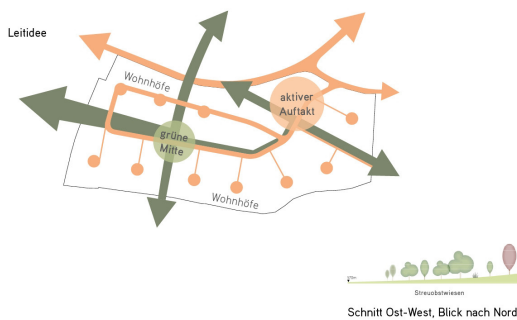 Leitidee
Wohnhöfe
aktiver
Auftakt
grüne
Mitte
Wohnhöfe
Streuobstwiesen
Schnitt Ost-West, Blick nach Nord